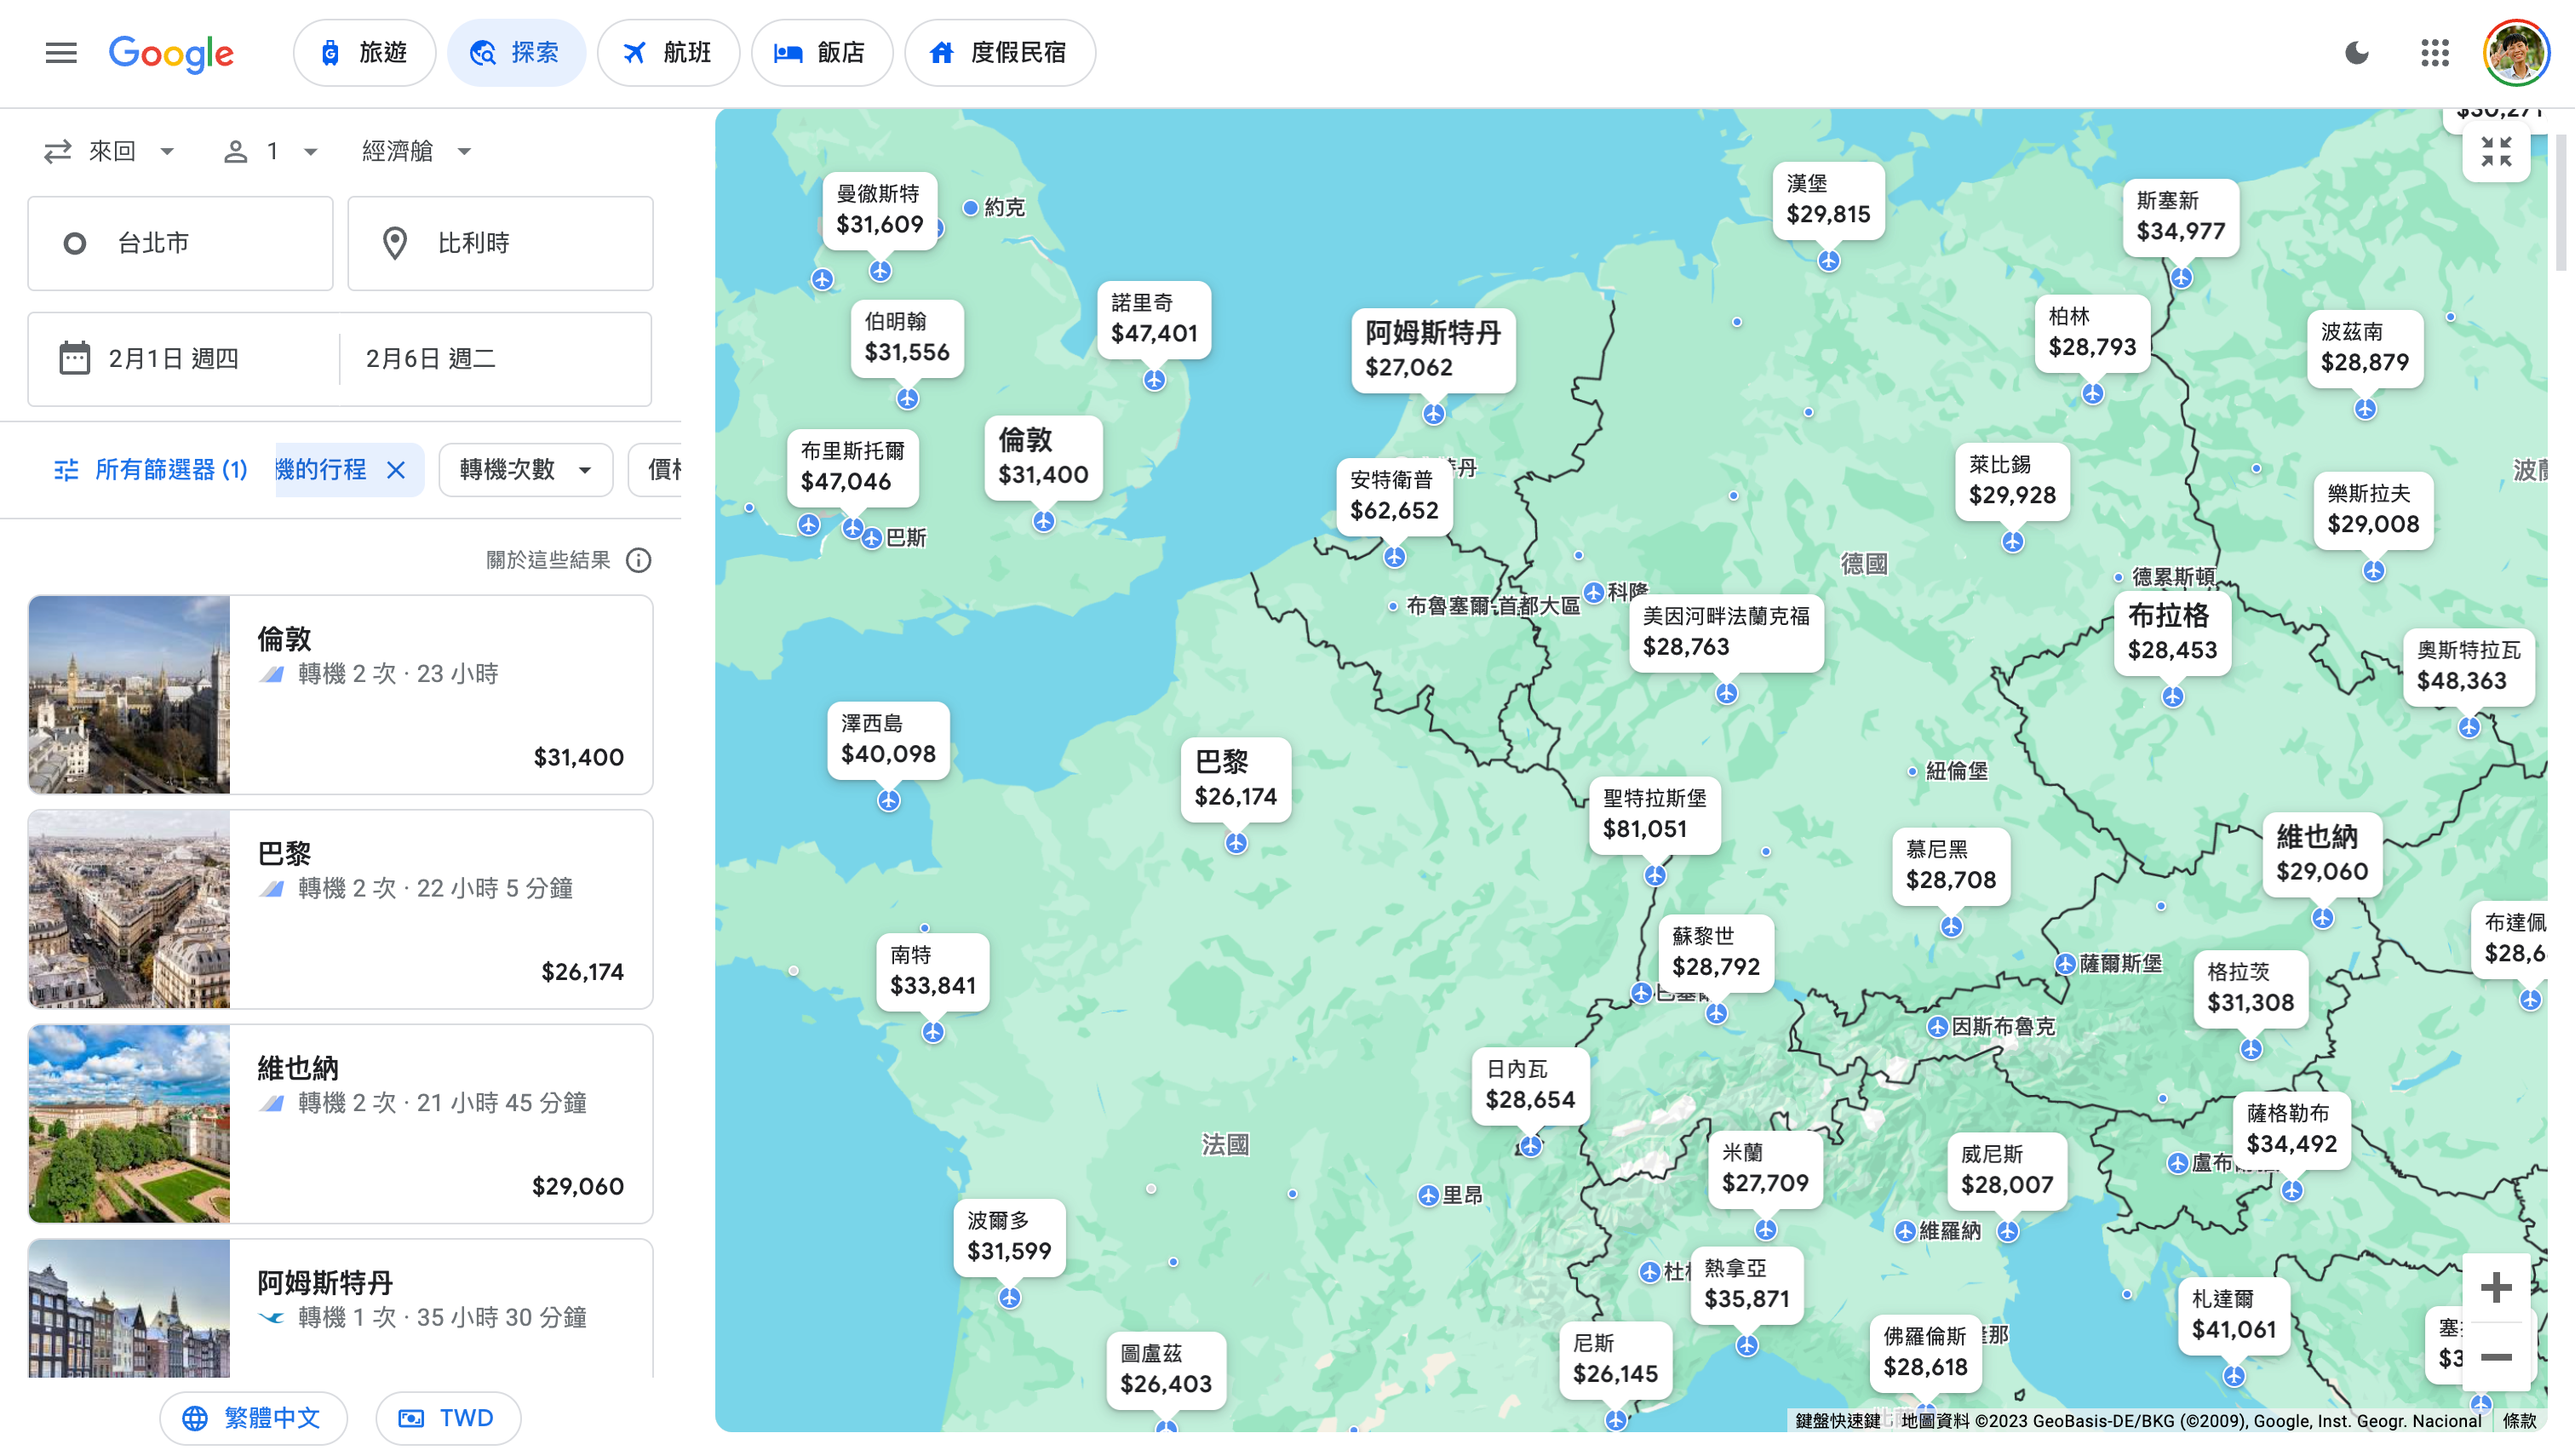 Google
旅遊
探索
航班
飯店
度假民宿
來回
1
經濟艙
台北市
比利時
2月1日 週四
2月6日 週二
所有篩選器 (1)
機的行程
轉機次數
關於這些結果
倫敦
轉機 2 次 · 23 小時
$31,400
巴黎
轉機 2 次 · 22 小時 5 分鐘
$26,174
維也納
轉機 2 次 · 21 小時 45 分鐘
$29,060
阿姆斯特丹
轉機 1 次 · 35 小時 30 分鐘
繁體中文
TWD
曼徹斯特
$31,609
約克
漢堡
$29,815
斯塞新
$34,977
諾里奇
$47,401
伯明翰
$31,556
阿姆斯特丹
$27,062
柏林
$28,793
波茲南
$28,879
布里斯托爾
$47,046
倫敦
$31,400
巴斯
安特衛普
$62,652
萊比錫
$29,928
樂斯拉夫
$29,008
德國
德累斯頓
布魯塞爾-首都大區
科隆
美因河畔法蘭克福
$28,763
布拉格
$28,453
奧斯特拉瓦
$48,363
澤西島
$40,098
巴黎
$26,174
紐倫堡
聖特拉斯堡
$81,051
慕尼黑
$28,708
維也納
$29,060
南特
$33,841
蘇黎世
$28,792
薩爾斯堡
格拉茨
$31,308
布達佩
因斯布魯克
日內瓦
$28,654
法國
米蘭
$27,709
威尼斯
$28,007
薩格勒布
$34,492
里昂
維羅納
波爾多
$31,599
熱拿亞
$35,871
札達爾
$41,061
圖盧茲
$26,403
尼斯
$26,145
佛羅倫斯
$28,618
鍵盤快速鍵
地圖資料 ©2023 GeoBasis-DE/BKG (©2009), Google, Inst. Geogr. Nacional
條款